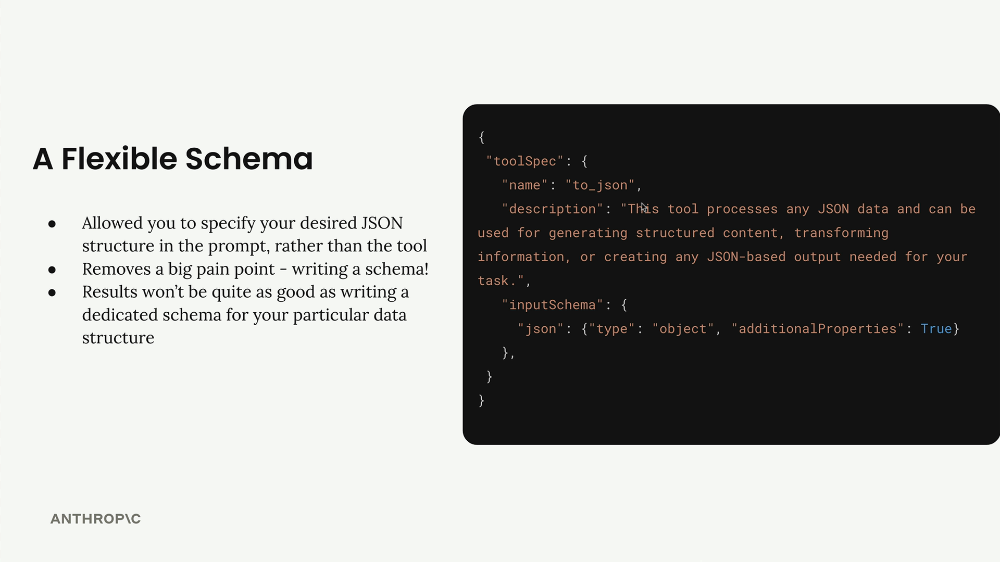 A Flexible Schema
● Allowed you to specify your desired JSON
structure in the prompt, rather than the tool
● Removes a big pain point - writing a schema!
● Results won’t be quite as good as writing a
dedicated schema for your particular data
structure
{
"toolSpec": {
"name": "to_json",
"description": "This tool processes any JSON data and can be
used for generating structured content, transforming
information, or creating any JSON-based output needed for your
task.",
"inputSchema": {
"json": {"type": "object", "additionalProperties": True}
},
}
}
ANTHROP\C